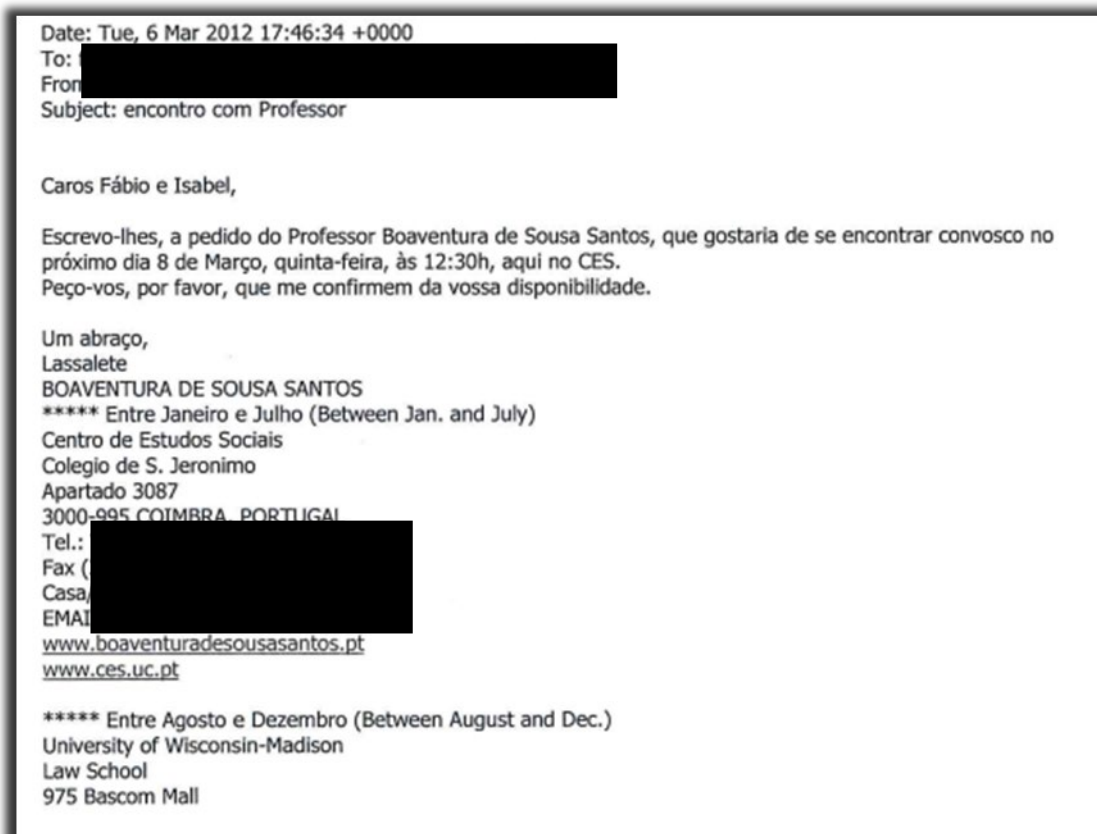 Date: Tue, 6 Mar 2012 17:46:34 +0000
To:
From
Subject: encontro com Professor
Caros Fábio e Isabel,
Escrevo-lhes, a pedido do Professor Boaventura de Sousa Santos, que gostaria de se encontrar convosco no
próximo dia 8 de Março, quinta-feira, às 12:30h, aqui no CES.
Peço-vos, por favor, que me confirmem da vossa disponibilidade.
Um abraço,
Lassalete
BOAVENTURA DE SOUSA SANTOS
***** Entre Janeiro e Julho (Between Jan. and July)
Centro de Estudos Sociais
Colegio de S. Jeronimo
Apartado 3087
3000-995 COIMBRA, PORTUGAL
Tel.:
Fax (
Casa/
EMAI
www.boaventuradesousasantos.pt
www.ces.uc.pt
***** Entre Agosto e Dezembro (Between August and Dec.)
University of Wisconsin-Madison
Law School
975 Bascom Mall